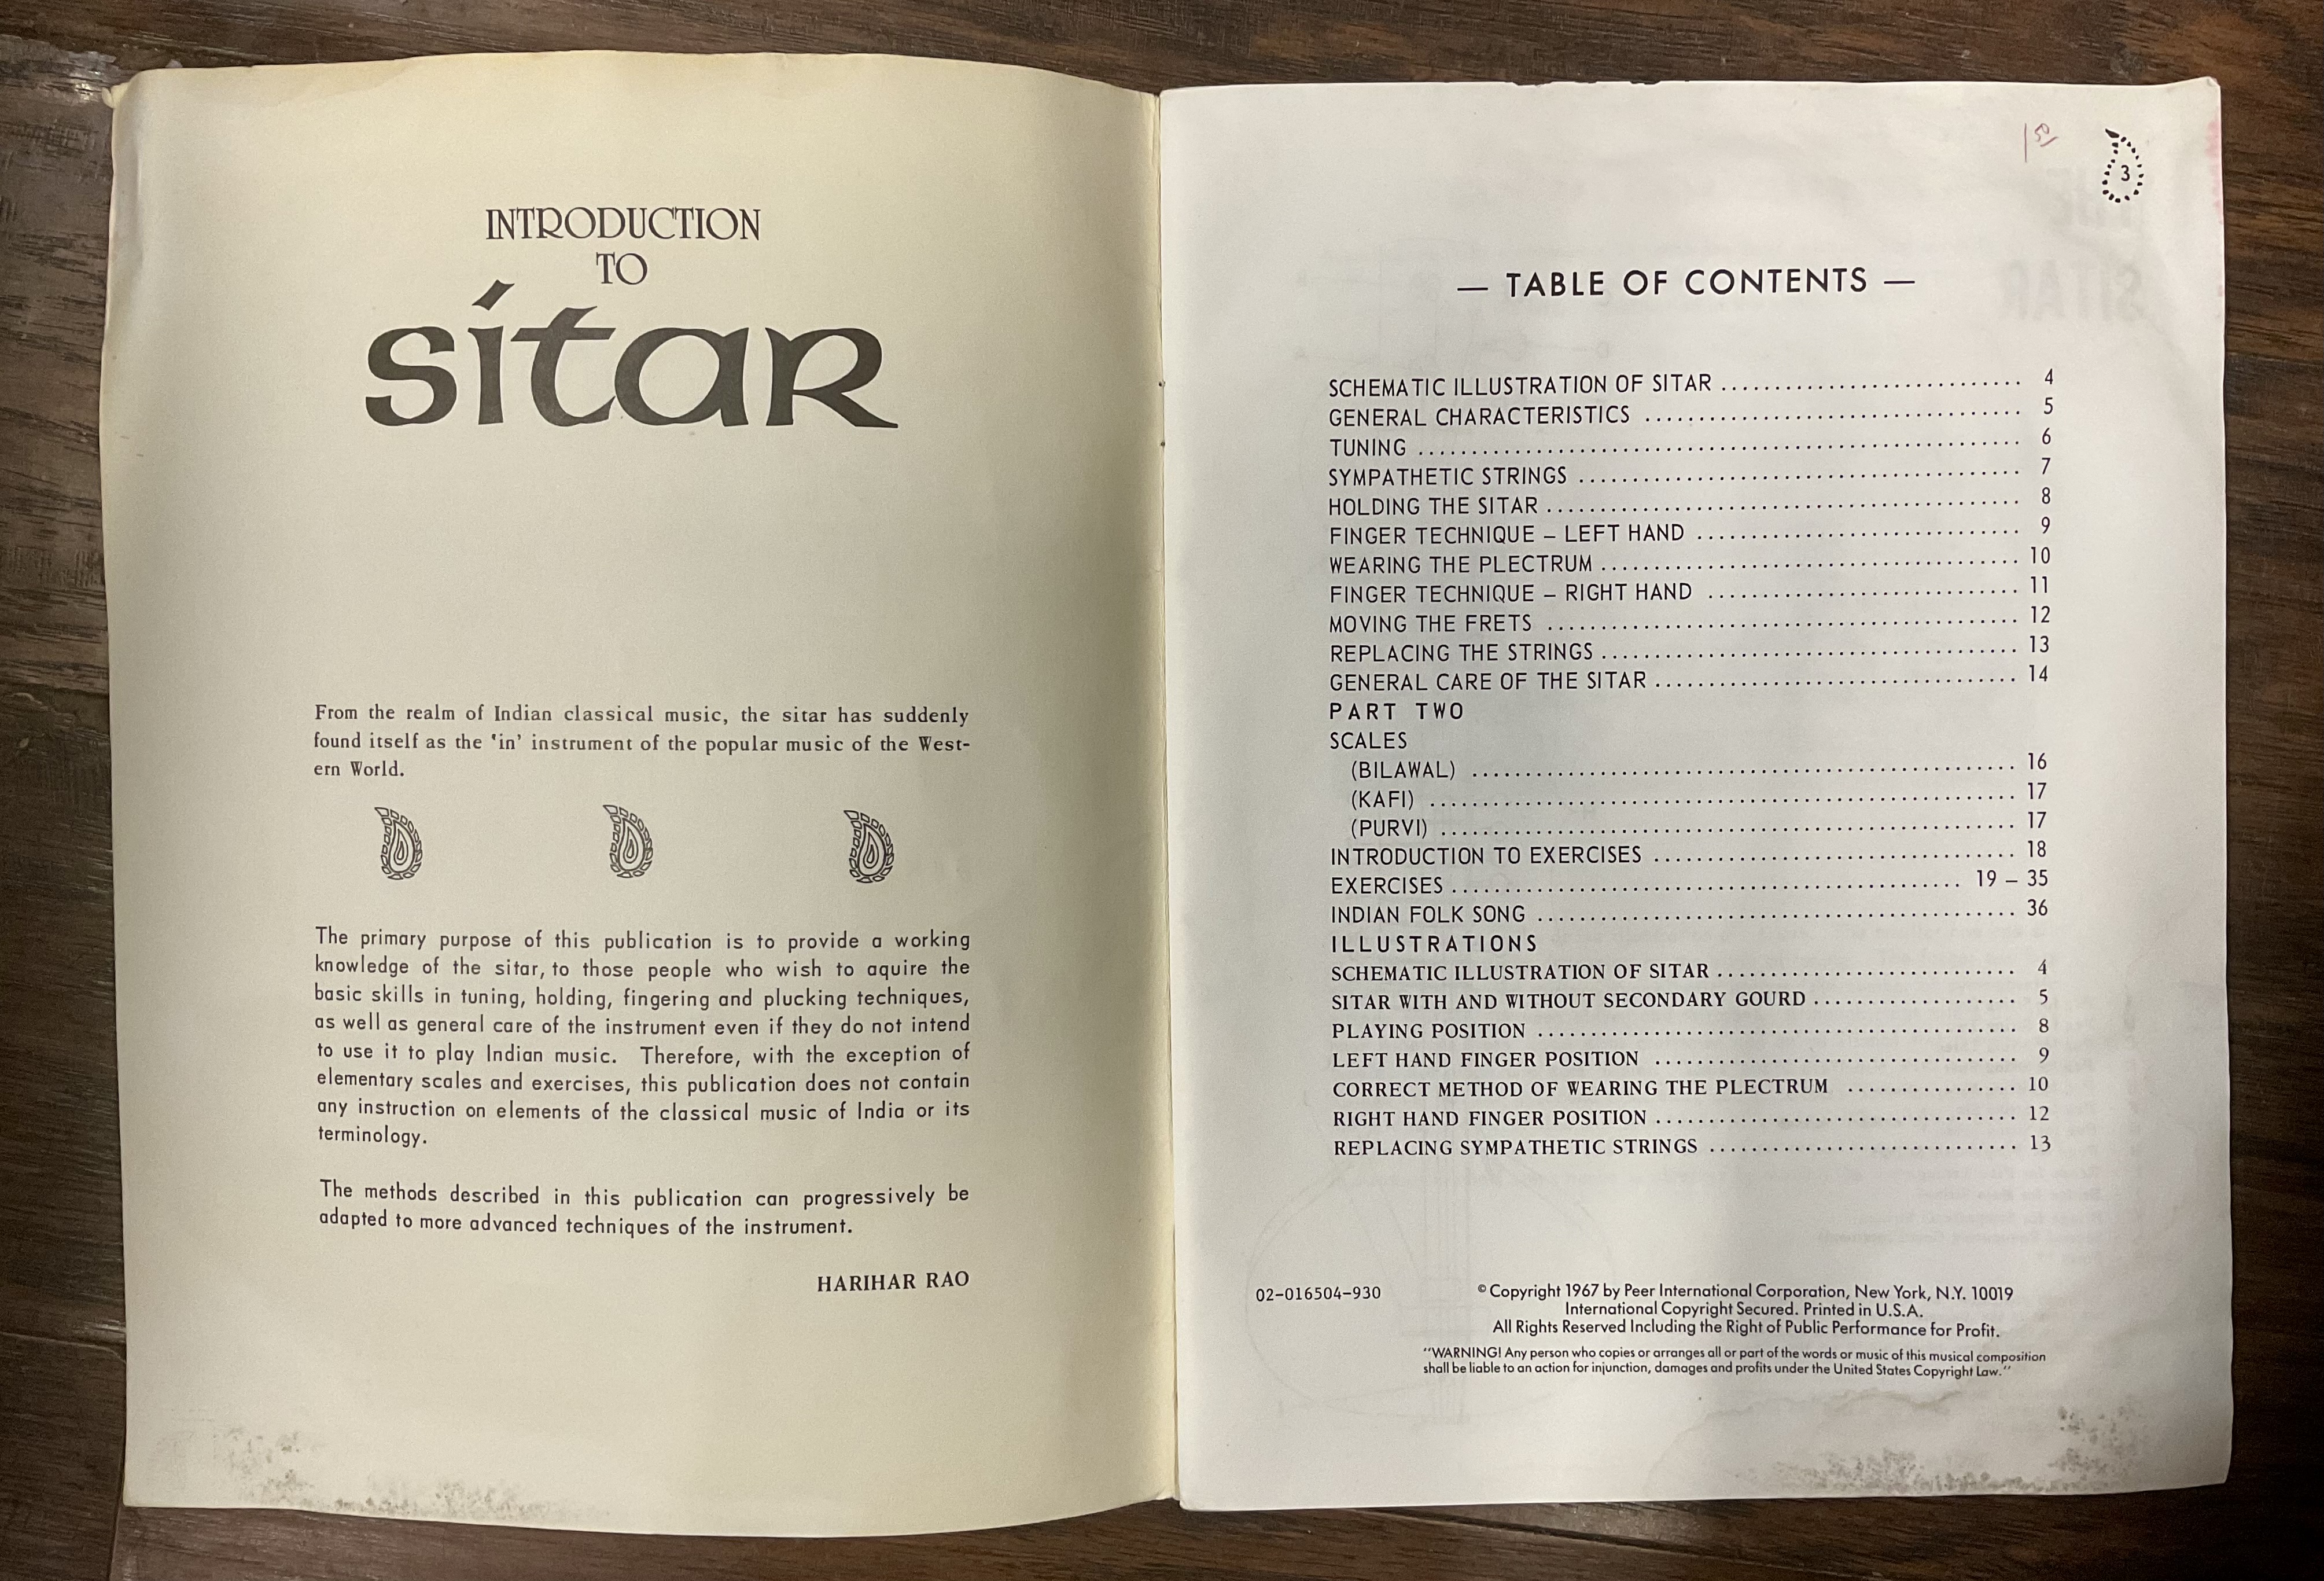 INTRODUCTION
TO
sitar
From the realm of Indian classical music, the sitar has suddenly
found itself as the 'in' instrument of the popular music of the West-
ern World.
The primary purpose of this publication is to provide a working
knowledge of the sitar, to those people who wish to aquire the
basic skills in tuning, holding, fingering and plucking techniques,
as well as general care of the instrument even if they do not intend
to use it to play Indian music. Therefore, with the exception of
elementary scales and exercises, this publication does not contain
any instruction on elements of the classical music of India or its
terminology.
The methods described in this publication can progressively be
adapted to more advanced techniques of the instrument.
HARIHAR RAO
1 50
3
— TABLE OF CONTENTS —
SCHEMATIC ILLUSTRATION OF SITAR ............................ 4
GENERAL CHARACTERISTICS .................................... 5
TUNING ......................................................... 6
SYMPATHETIC STRINGS .......................................... 7
HOLDING THE SITAR ............................................. 8
FINGER TECHNIQUE – LEFT HAND ............................... 9
WEARING THE PLECTRUM ........................................ 10
FINGER TECHNIQUE – RIGHT HAND .............................. 11
MOVING THE FRETS ............................................. 12
REPLACING THE STRINGS ........................................ 13
GENERAL CARE OF THE SITAR ................................... 14
PART TWO
SCALES
(BILAWAL) .................................................... 16
(KAFI) ........................................................ 17
(PURVI) ....................................................... 17
INTRODUCTION TO EXERCISES ................................... 18
EXERCISES ................................................. 19 – 35
INDIAN FOLK SONG .............................................. 36
ILLUSTRATIONS
SCHEMATIC ILLUSTRATION OF SITAR ............................. 4
SITAR WITH AND WITHOUT SECONDARY GOURD .................... 5
PLAYING POSITION .............................................. 8
LEFT HAND FINGER POSITION ................................... 9
CORRECT METHOD OF WEARING THE PLECTRUM ................ 10
RIGHT HAND FINGER POSITION ................................... 12
REPLACING SYMPATHETIC STRINGS .............................. 13
02-016504-930
© Copyright 1967 by Peer International Corporation, New York, N.Y. 10019
International Copyright Secured. Printed in U.S.A.
All Rights Reserved Including the Right of Public Performance for Profit.
"WARNING! Any person who copies or arranges all or part of the words or music of this musical composition
shall be liable to an action for injunction, damages and profits under the United States Copyright Law."